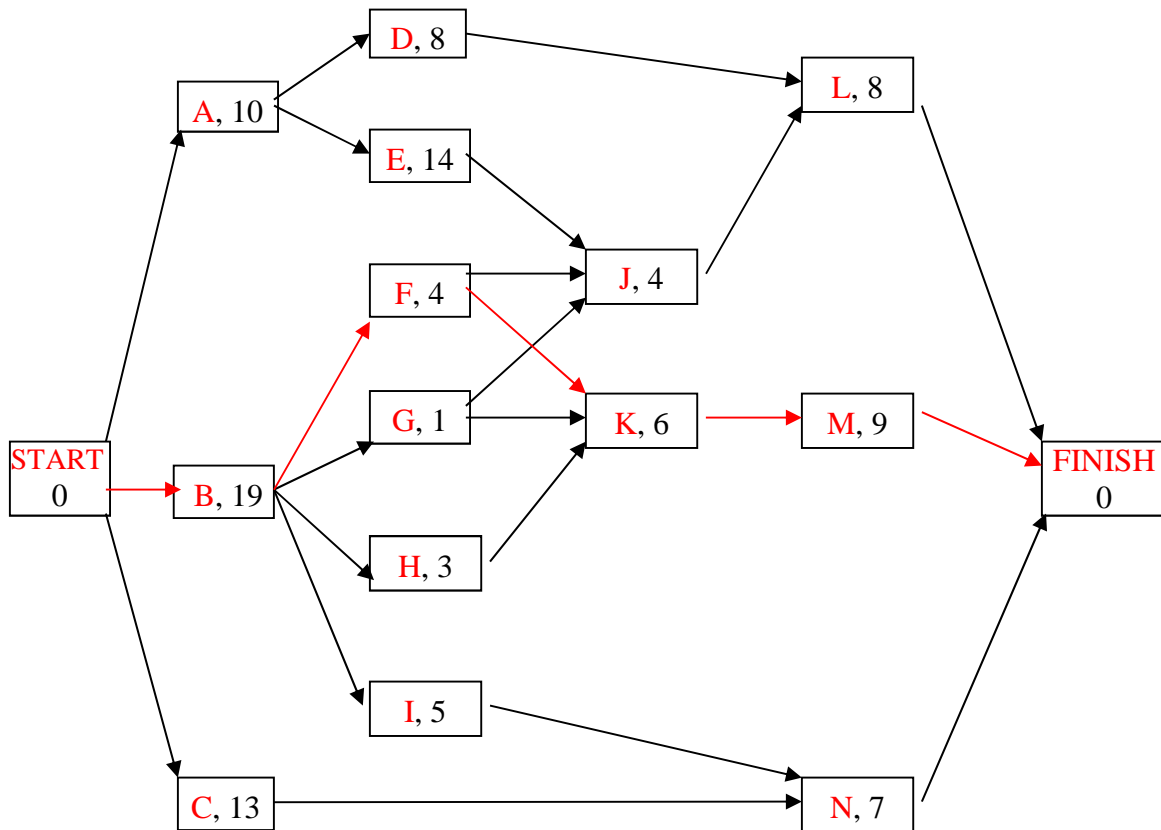 D, 8
L, 8
A, 10
E, 14
F, 4
J, 4
G, 1
K, 6
M, 9
START
0
B, 19
FINISH
0
H, 3
I, 5
C, 13
N, 7